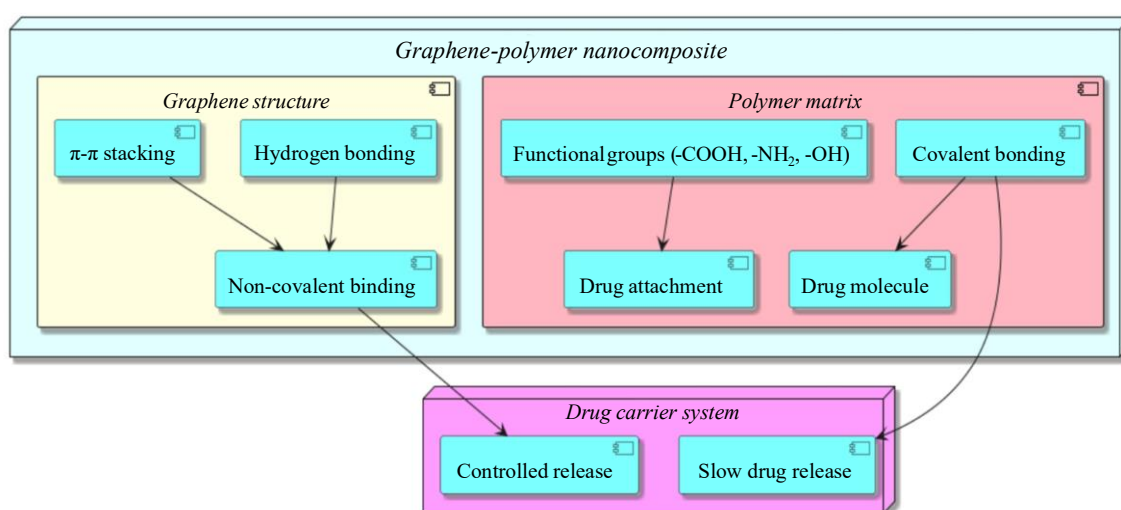 Graphene-polymer nanocomposite
Graphene structure
π-π stacking
Hydrogen bonding
Non-covalent binding
Polymer matrix
Functional groups (-COOH, -NH₂, -OH)
Covalent bonding
Drug attachment
Drug molecule
Drug carrier system
Controlled release
Slow drug release